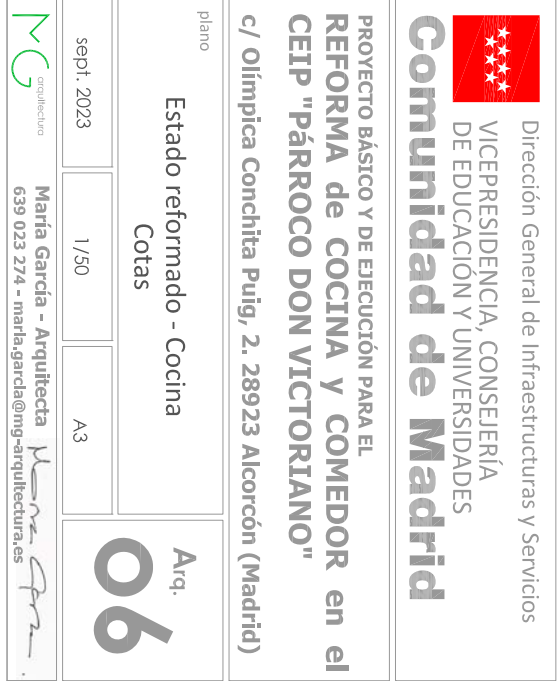 Dirección General de Infraestructuras y Servicios
VICEPRESIDENCIA, CONSEJERÍA
DE EDUCACIÓN Y UNIVERSIDADES
Comunidad de Madrid
PROYECTO BÁSICO Y DE EJECUCIÓN PARA EL
REFORMA de COCINA y COMEDOR en el
CEIP "PáRROCO DON VICTORIANO"
c/ Olímpica Conchita Puig, 2. 28923 Alcorcón (Madrid)
plano
Estado reformado - Cocina
Cotas
Arq.
06
sept. 2023
1/50
A3
MG
arquitectura
María García - Arquitecta
639 023 274 - maria.garcia@mg-arquitectura.es